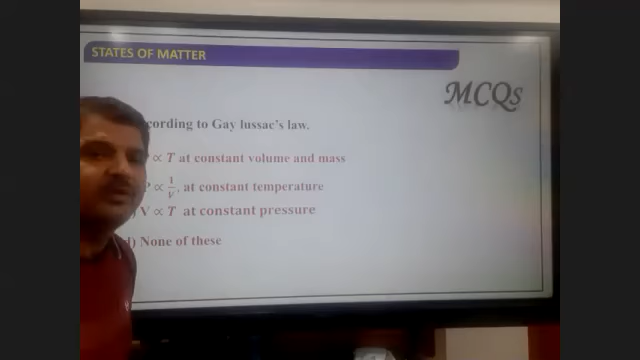 STATES OF MATTER
MCQs
cording to Gay lussac's law.
∝ T at constant volume and mass
P ∝ 1/V, at constant temperature
) V ∝ T at constant pressure
d) None of these